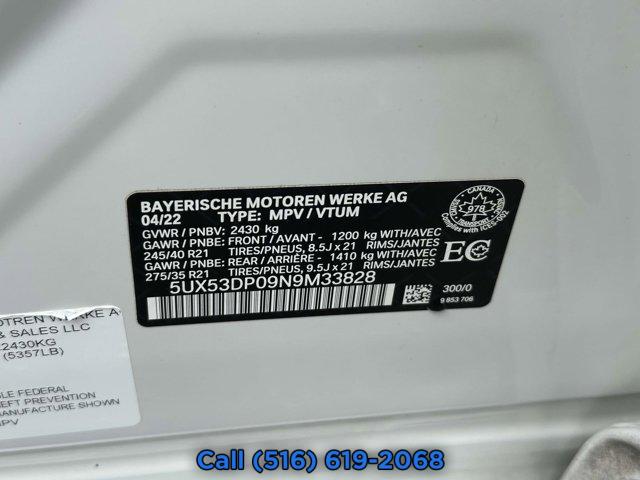 BAYERISCHE MOTOREN WERKE AG
04/22 TYPE: MPV / VTUM
GVWR / PNBV: 2430 kg
GAWR / PNBE: FRONT / AVANT - 1200 kg WITH/AVEC
245/40 R21 TIRES/PNEUS, 8.5J x 21 RIMS/JANTES
GAWR / PNBE: REAR / ARRIÈRE - 1410 kg WITH/AVEC
275/35 R21 TIRES/PNEUS, 9.5J x 21 RIMS/JANTES
5UX53DP09N9M33828
CANADA
978
TRANSPORT
COMPLIES WITH ICES-002
EC
300/0
9 853 706
OTREN WERKE A
& SALES LLC
2430KG
(5357LB)
BLE FEDERAL
EFT PREVENTION
MANUFACTURE SHOWN
MPV
Call (516) 619-2068